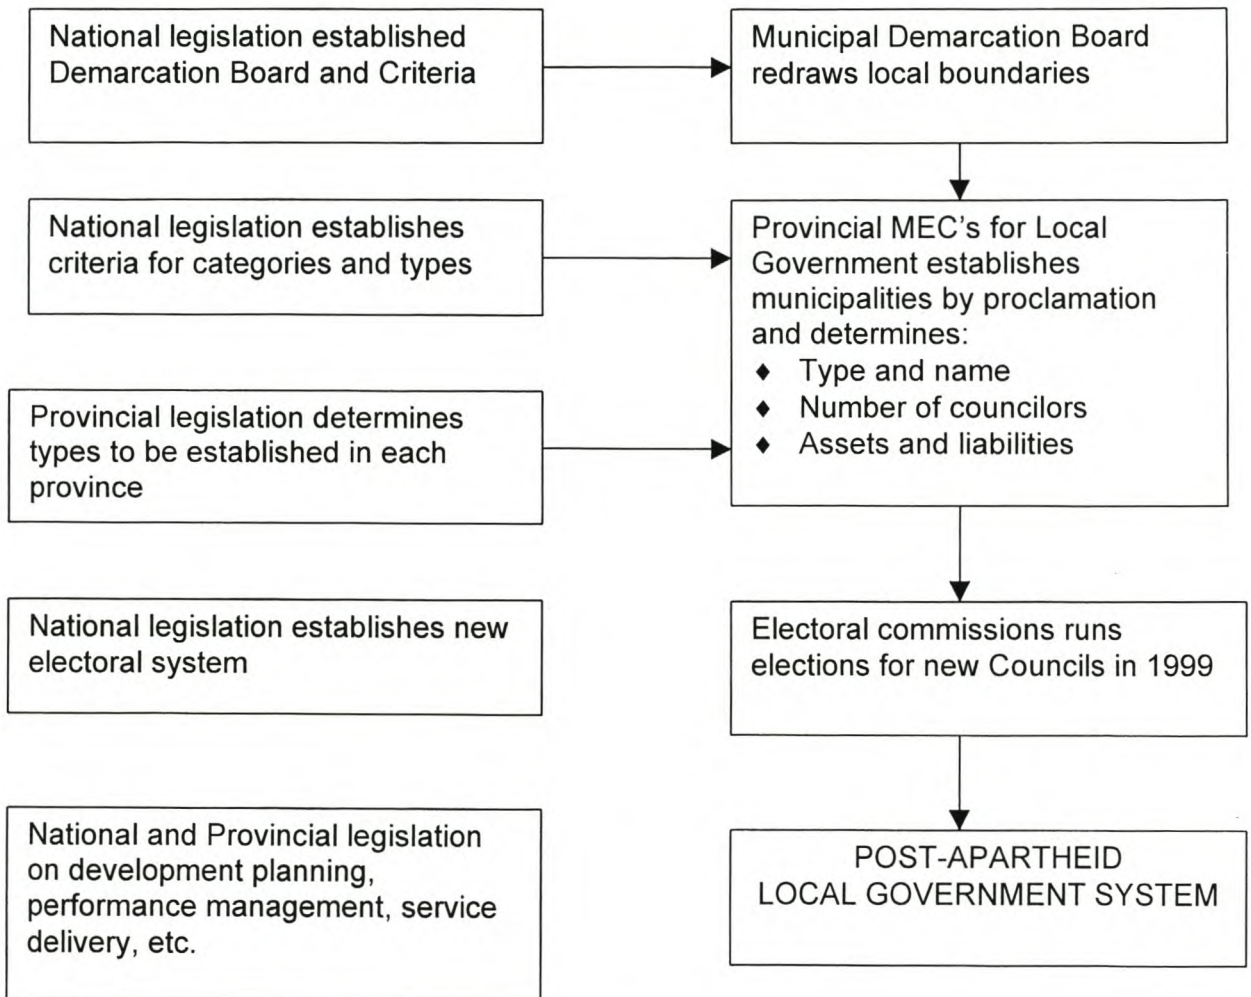 National legislation established
Demarcation Board and Criteria
Municipal Demarcation Board
redraws local boundaries
National legislation establishes
criteria for categories and types
Provincial MEC's for Local
Government establishes
municipalities by proclamation
and determines:
♦ Type and name
♦ Number of councilors
♦ Assets and liabilities
Provincial legislation determines
types to be established in each
province
National legislation establishes new
electoral system
Electoral commissions runs
elections for new Councils in 1999
National and Provincial legislation
on development planning,
performance management, service
delivery, etc.
POST-APARTHEID
LOCAL GOVERNMENT SYSTEM